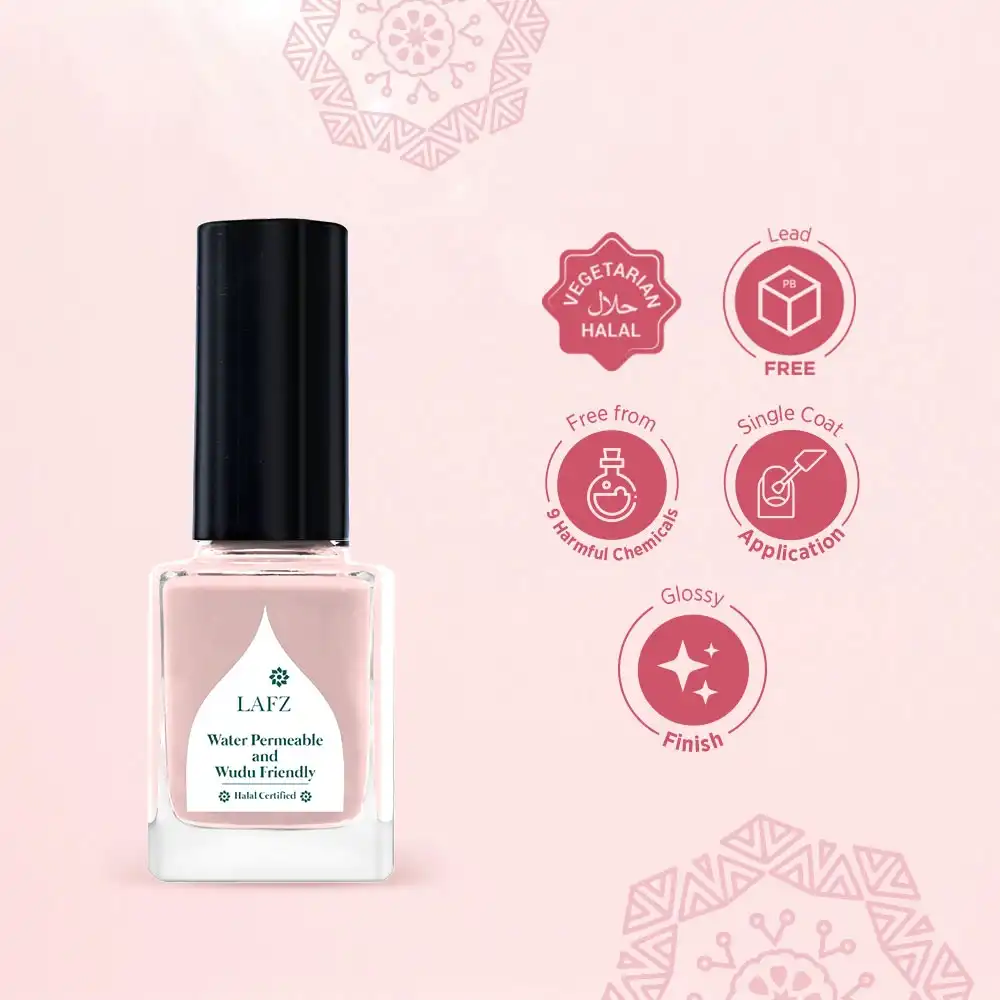 VEGETARIAN
حلال
HALAL
Lead
PB
FREE
Free from
9 Harmful Chemicals
Single Coat
Application
Glossy
Finish
LAFZ
Water Permeable
and
Wudu Friendly
Halal Certified